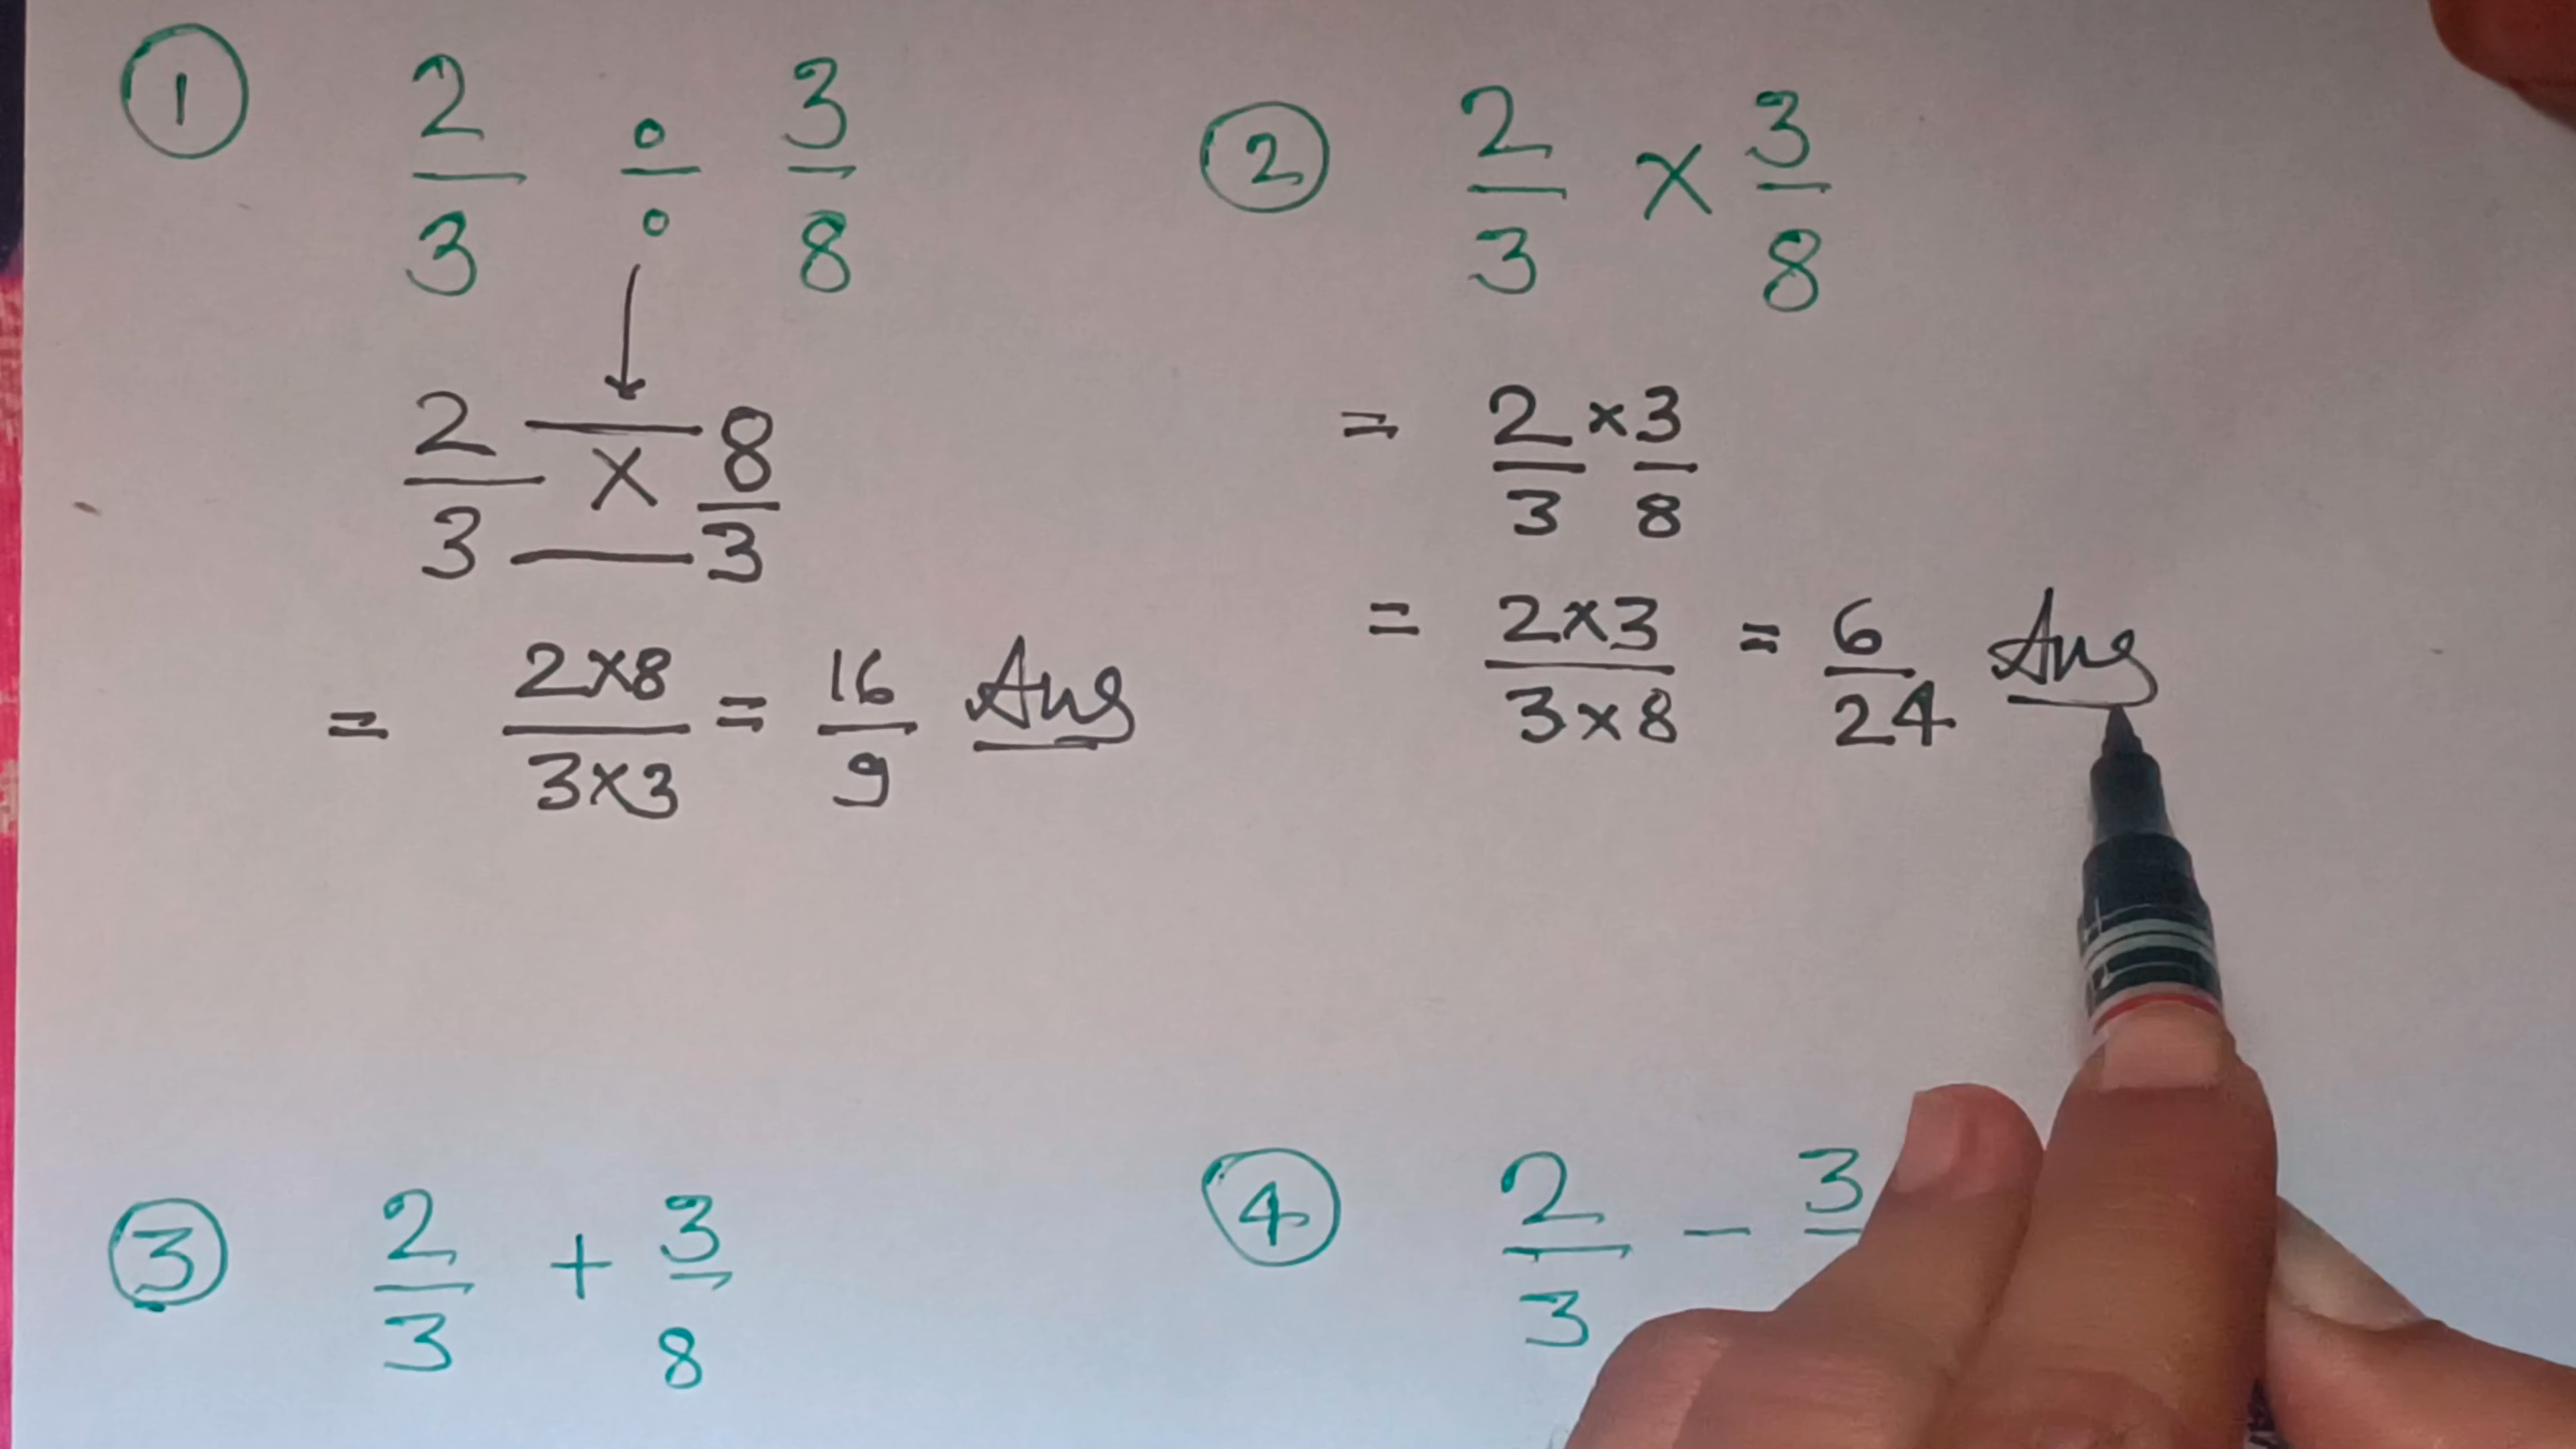 ① 2/3 ÷ 3/8
2/3 × 8/3
= 2×8/3×3 = 16/9 Ans
② 2/3 × 3/8
= 2/3 × 3/8
= 2×3/3×8 = 6/24 Ans
③ 2/3 + 3/8
④ 2/3 - 3